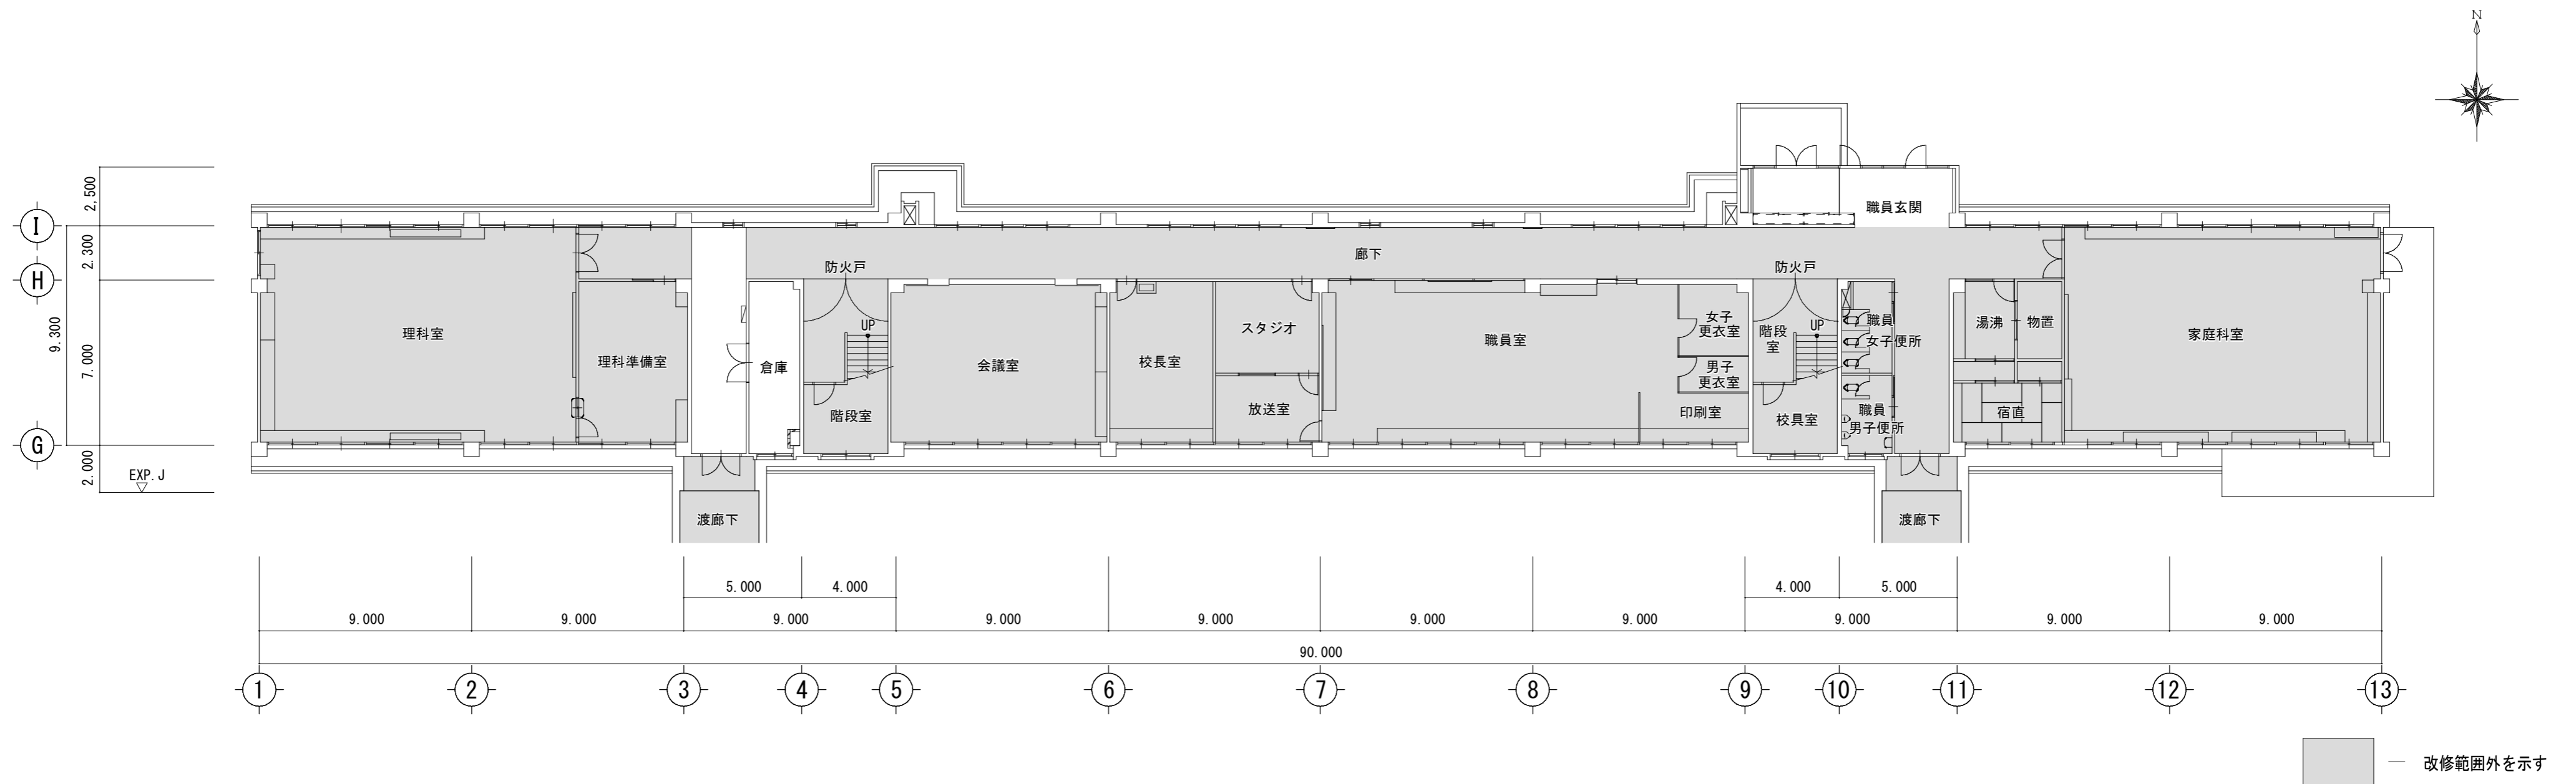 N
2.500
2.300
7.000
9.300
2.000
EXP.J
I
H
G
職員玄関
廊下
防火戸
防火戸
理科室
理科準備室
倉庫
UP
階段室
会議室
校長室
スタジオ
放送室
職員室
女子
更衣室
男子
更衣室
印刷室
階段
室
UP
校具室
職員
女子便所
職員
男子便所
湯沸
物置
宿直
家庭科室
渡廊下
渡廊下
5.000
4.000
4.000
5.000
9.000
9.000
9.000
9.000
9.000
9.000
9.000
9.000
9.000
9.000
90.000
1
2
3
4
5
6
7
8
9
10
11
12
13
改修範囲外を示す